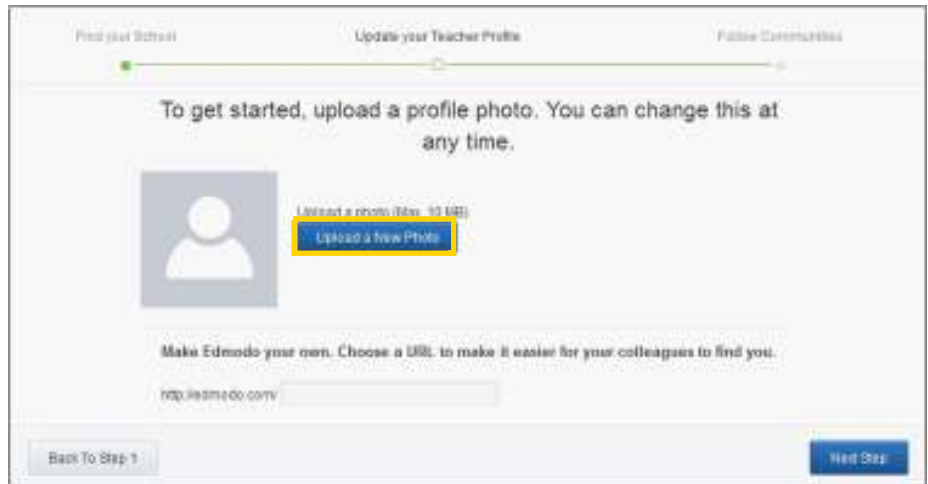 Find your School
Update your Teacher Profile
Follow Communities
To get started, upload a profile photo. You can change this at
any time.
Upload a photo (Max. 10 MB)
Upload a New Photo
Make Edmodo your own. Choose a URL to make it easier for your colleagues to find you.
http://edmodo.com/
Back To Step 1
Next Step